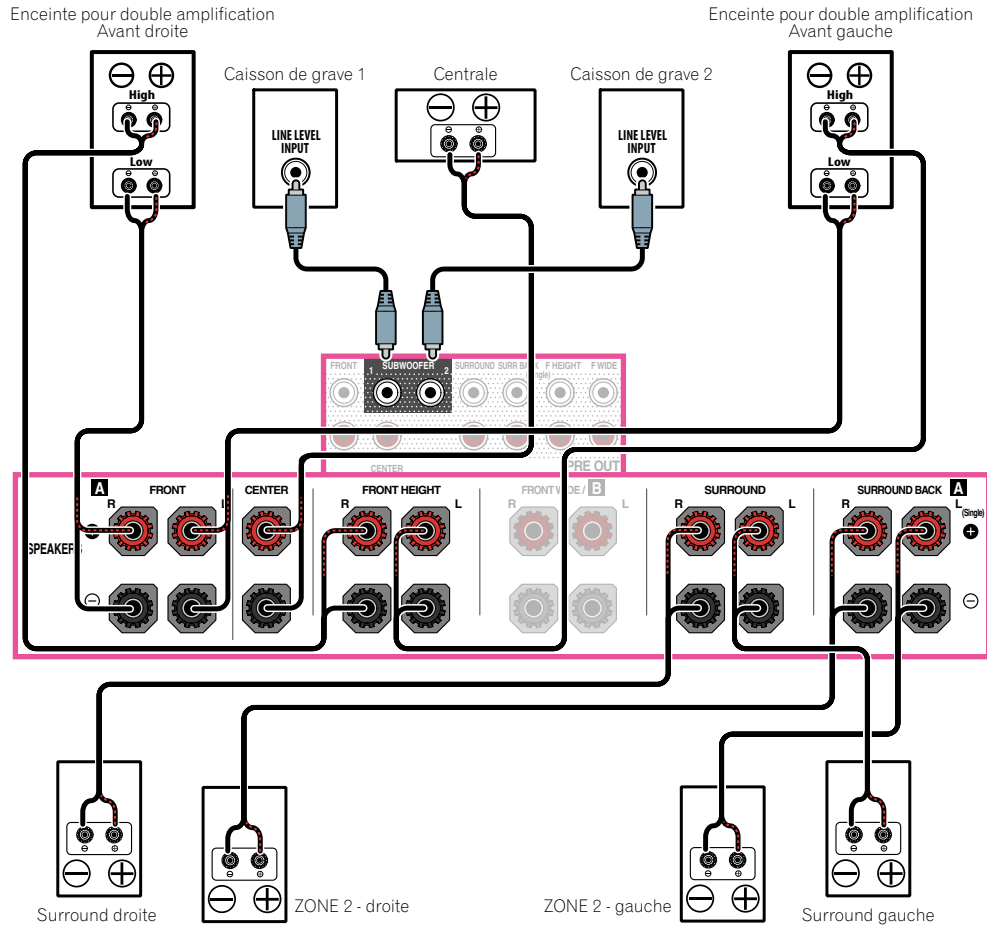 Enceinte pour double amplification
Avant droite
Enceinte pour double amplification
Avant gauche
Caisson de grave 1
Centrale
Caisson de grave 2
High
Low
LINE LEVEL
INPUT
LINE LEVEL
INPUT
High
Low
FRONT
SUBWOOFER
1
2
SURROUND
F HEIGHT
F WIDE
CENTER
PRE OUT
A
FRONT
CENTER
FRONT HEIGHT
B
SURROUND
SURROUND BACK
A
R
R
L
R
L
R
L
R
L
(Single)
Surround droite
ZONE 2 - droite
ZONE 2 - gauche
Surround gauche